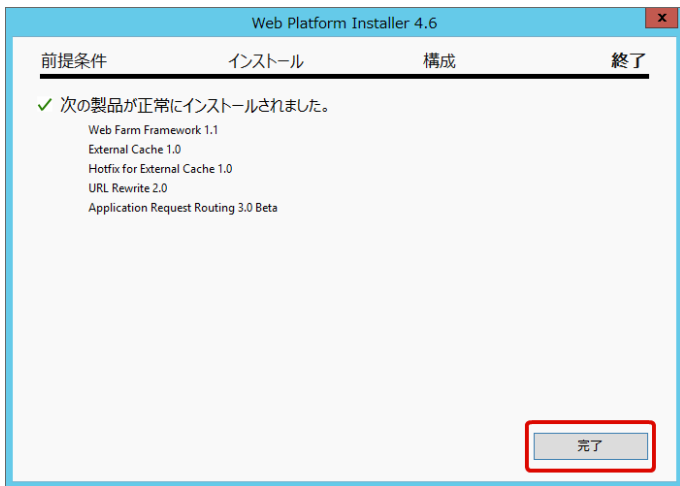 Web Platform Installer 4.6
x
前提条件 インストール 構成 終了
次の製品が正常にインストールされました。
Web Farm Framework 1.1
External Cache 1.0
Hotfix for External Cache 1.0
URL Rewrite 2.0
Application Request Routing 3.0 Beta
完了